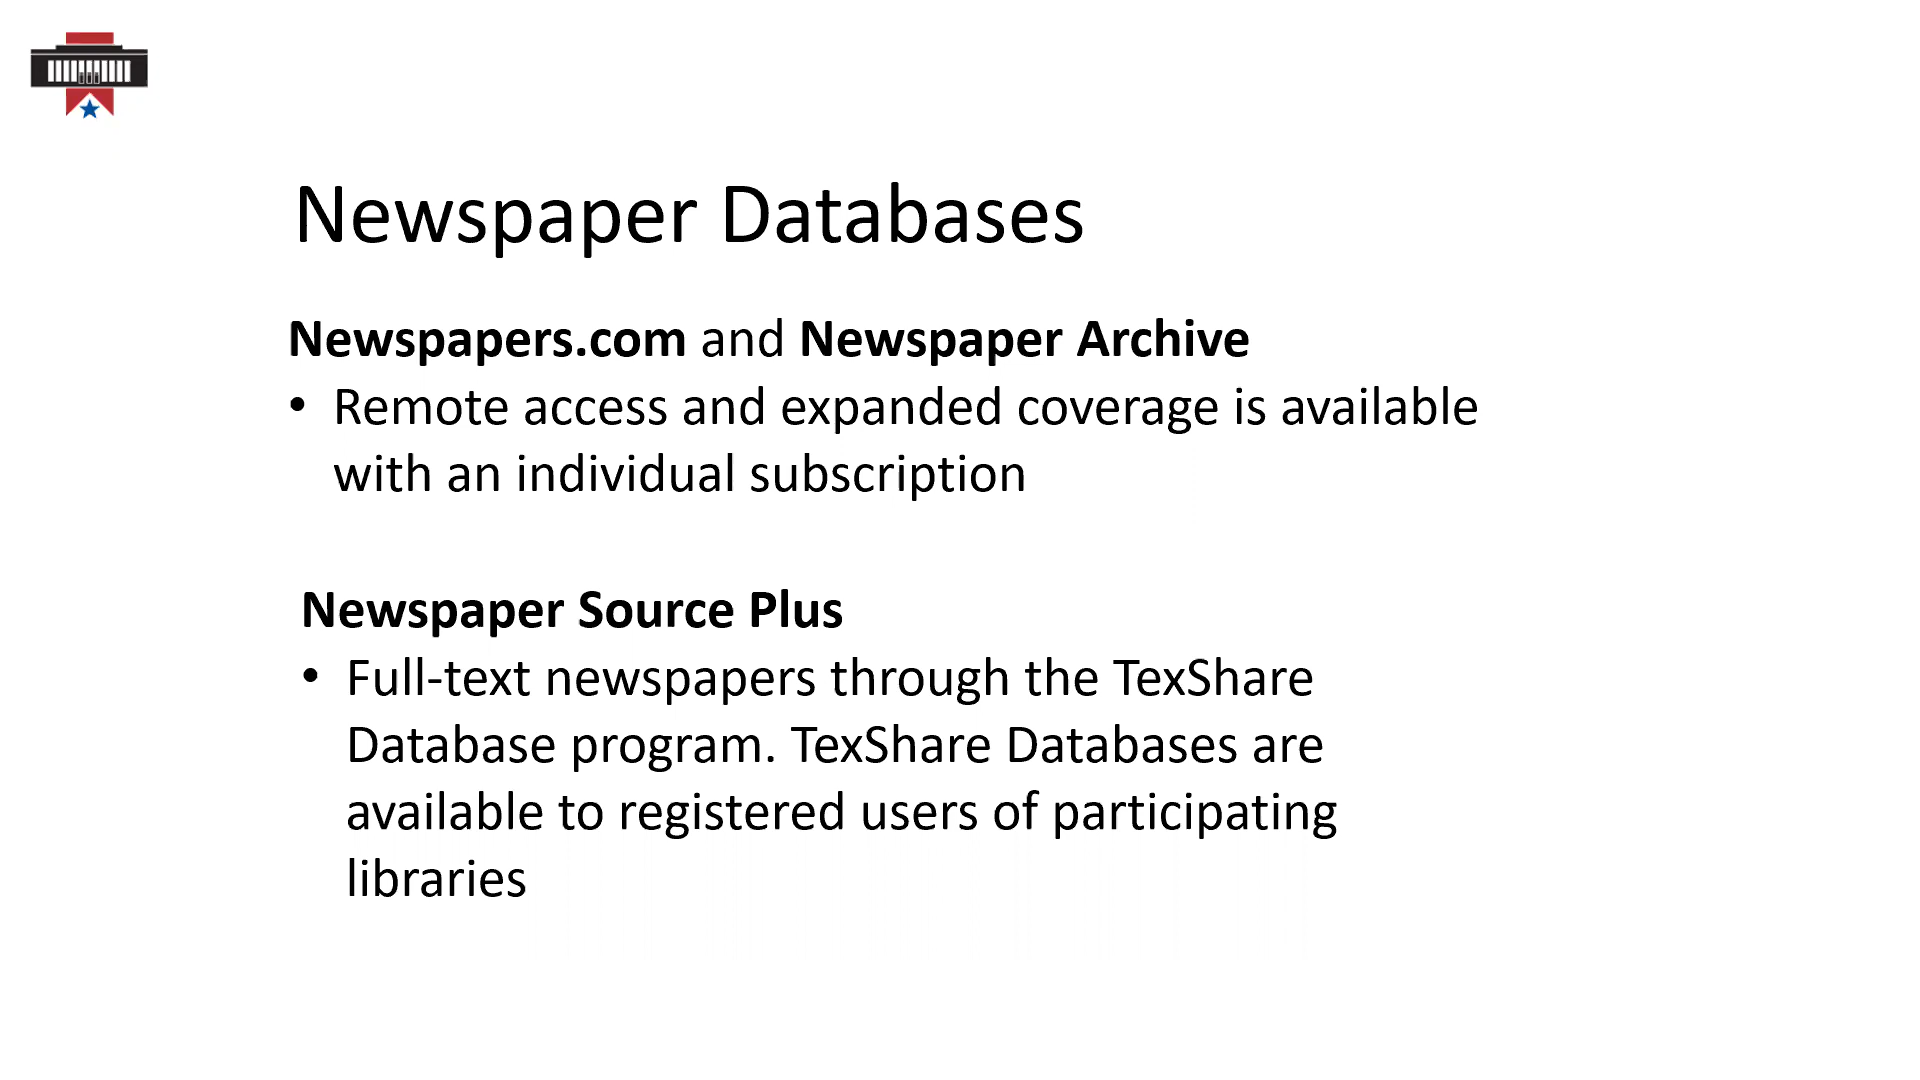 Newspaper Databases
Newspapers.com and Newspaper Archive
• Remote access and expanded coverage is available
with an individual subscription
Newspaper Source Plus
• Full-text newspapers through the TexShare
Database program. TexShare Databases are
available to registered users of participating
libraries